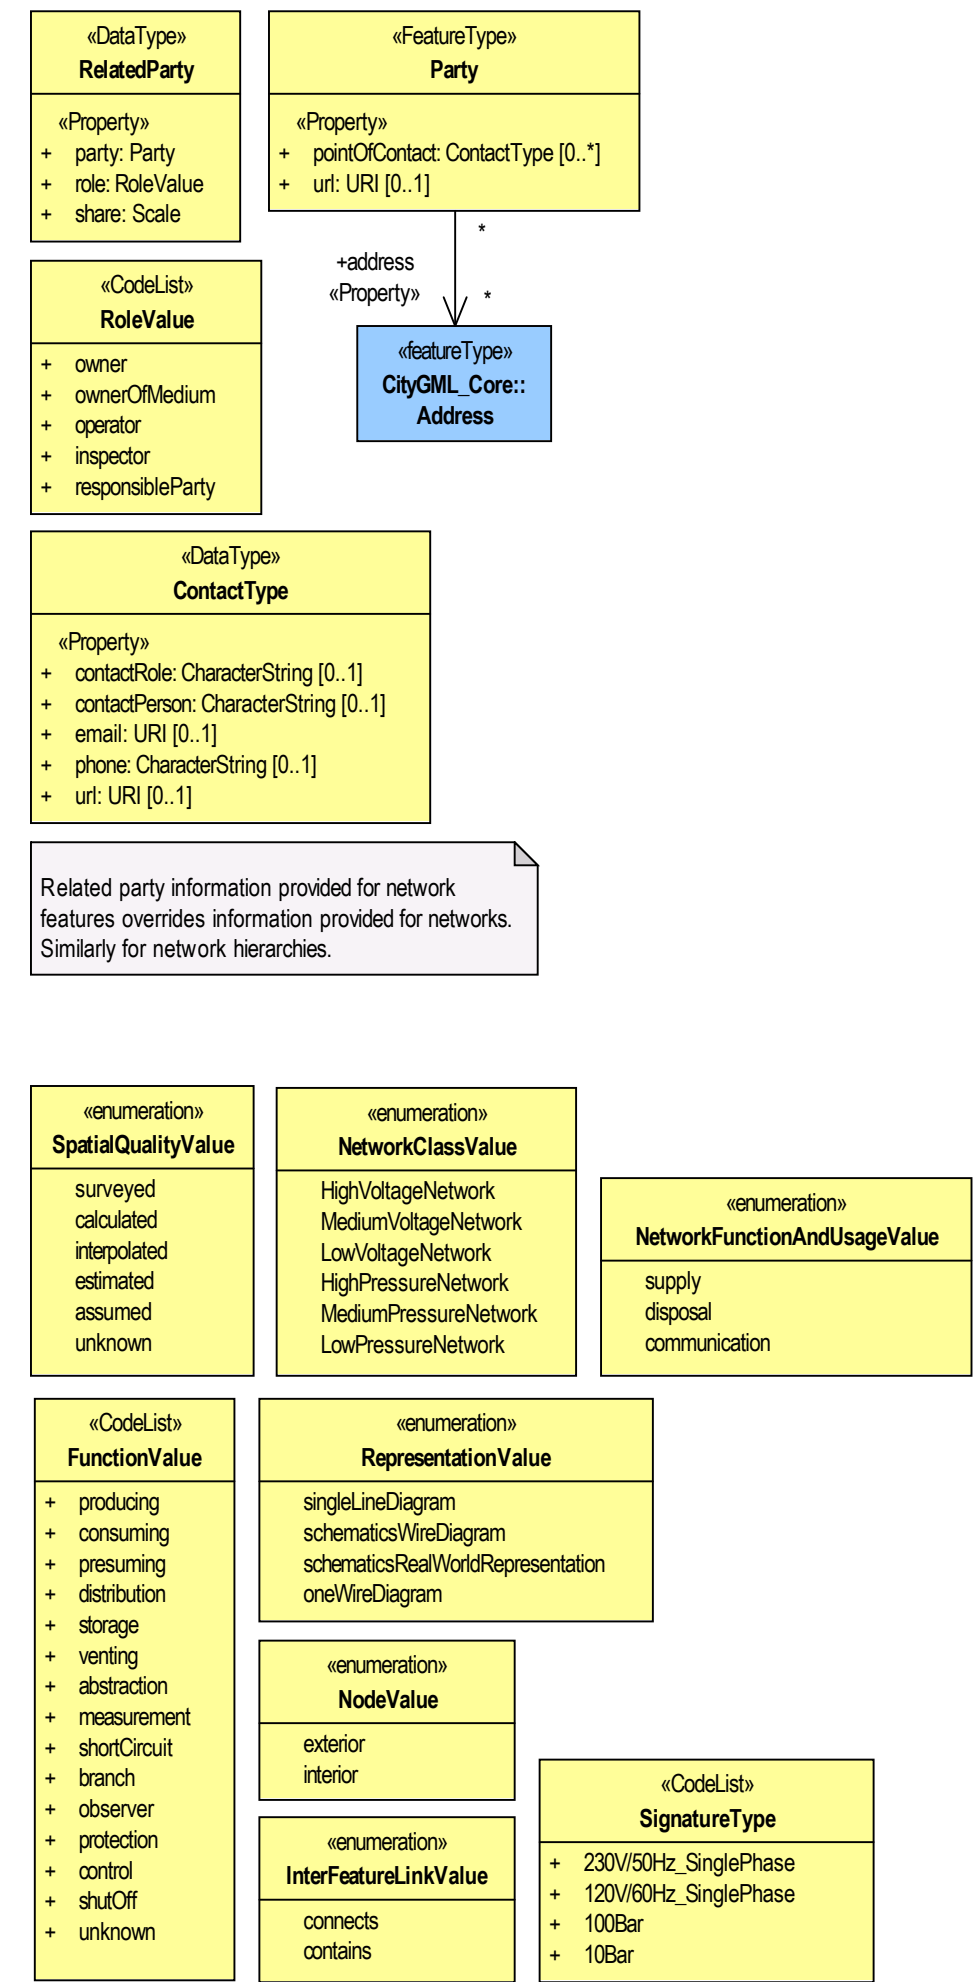 «DataType»
RelatedParty
«Property»
+ party: Party
+ role: RoleValue
+ share: Scale
«FeatureType»
Party
«Property»
+ pointOfContact: ContactType [0..*]
+ url: URI [0..1]
*
+address
«Property»
*
«featureType»
CityGML_Core::
Address
«CodeList»
RoleValue
+ owner
+ ownerOfMedium
+ operator
+ inspector
+ responsibleParty
«DataType»
ContactType
«Property»
+ contactRole: CharacterString [0..1]
+ contactPerson: CharacterString [0..1]
+ email: URI [0..1]
+ phone: CharacterString [0..1]
+ url: URI [0..1]
Related party information provided for network
features overrides information provided for networks.
Similarly for network hierarchies.
«enumeration»
SpatialQualityValue
surveyed
calculated
interpolated
estimated
assumed
unknown
«enumeration»
NetworkClassValue
HighVoltageNetwork
MediumVoltageNetwork
LowVoltageNetwork
HighPressureNetwork
MediumPressureNetwork
LowPressureNetwork
«enumeration»
NetworkFunctionAndUsageValue
supply
disposal
communication
«CodeList»
FunctionValue
+ producing
+ consuming
+ presuming
+ distribution
+ storage
+ venting
+ abstraction
+ measurement
+ shortCircuit
+ branch
+ observer
+ protection
+ control
+ shutOff
+ unknown
«enumeration»
RepresentationValue
singleLineDiagram
schematicsWireDiagram
schematicsRealWorldRepresentation
oneWireDiagram
«enumeration»
NodeValue
exterior
interior
«enumeration»
InterFeatureLinkValue
connects
contains
«CodeList»
SignatureType
+ 230V/50Hz_SinglePhase
+ 120V/60Hz_SinglePhase
+ 100Bar
+ 10Bar